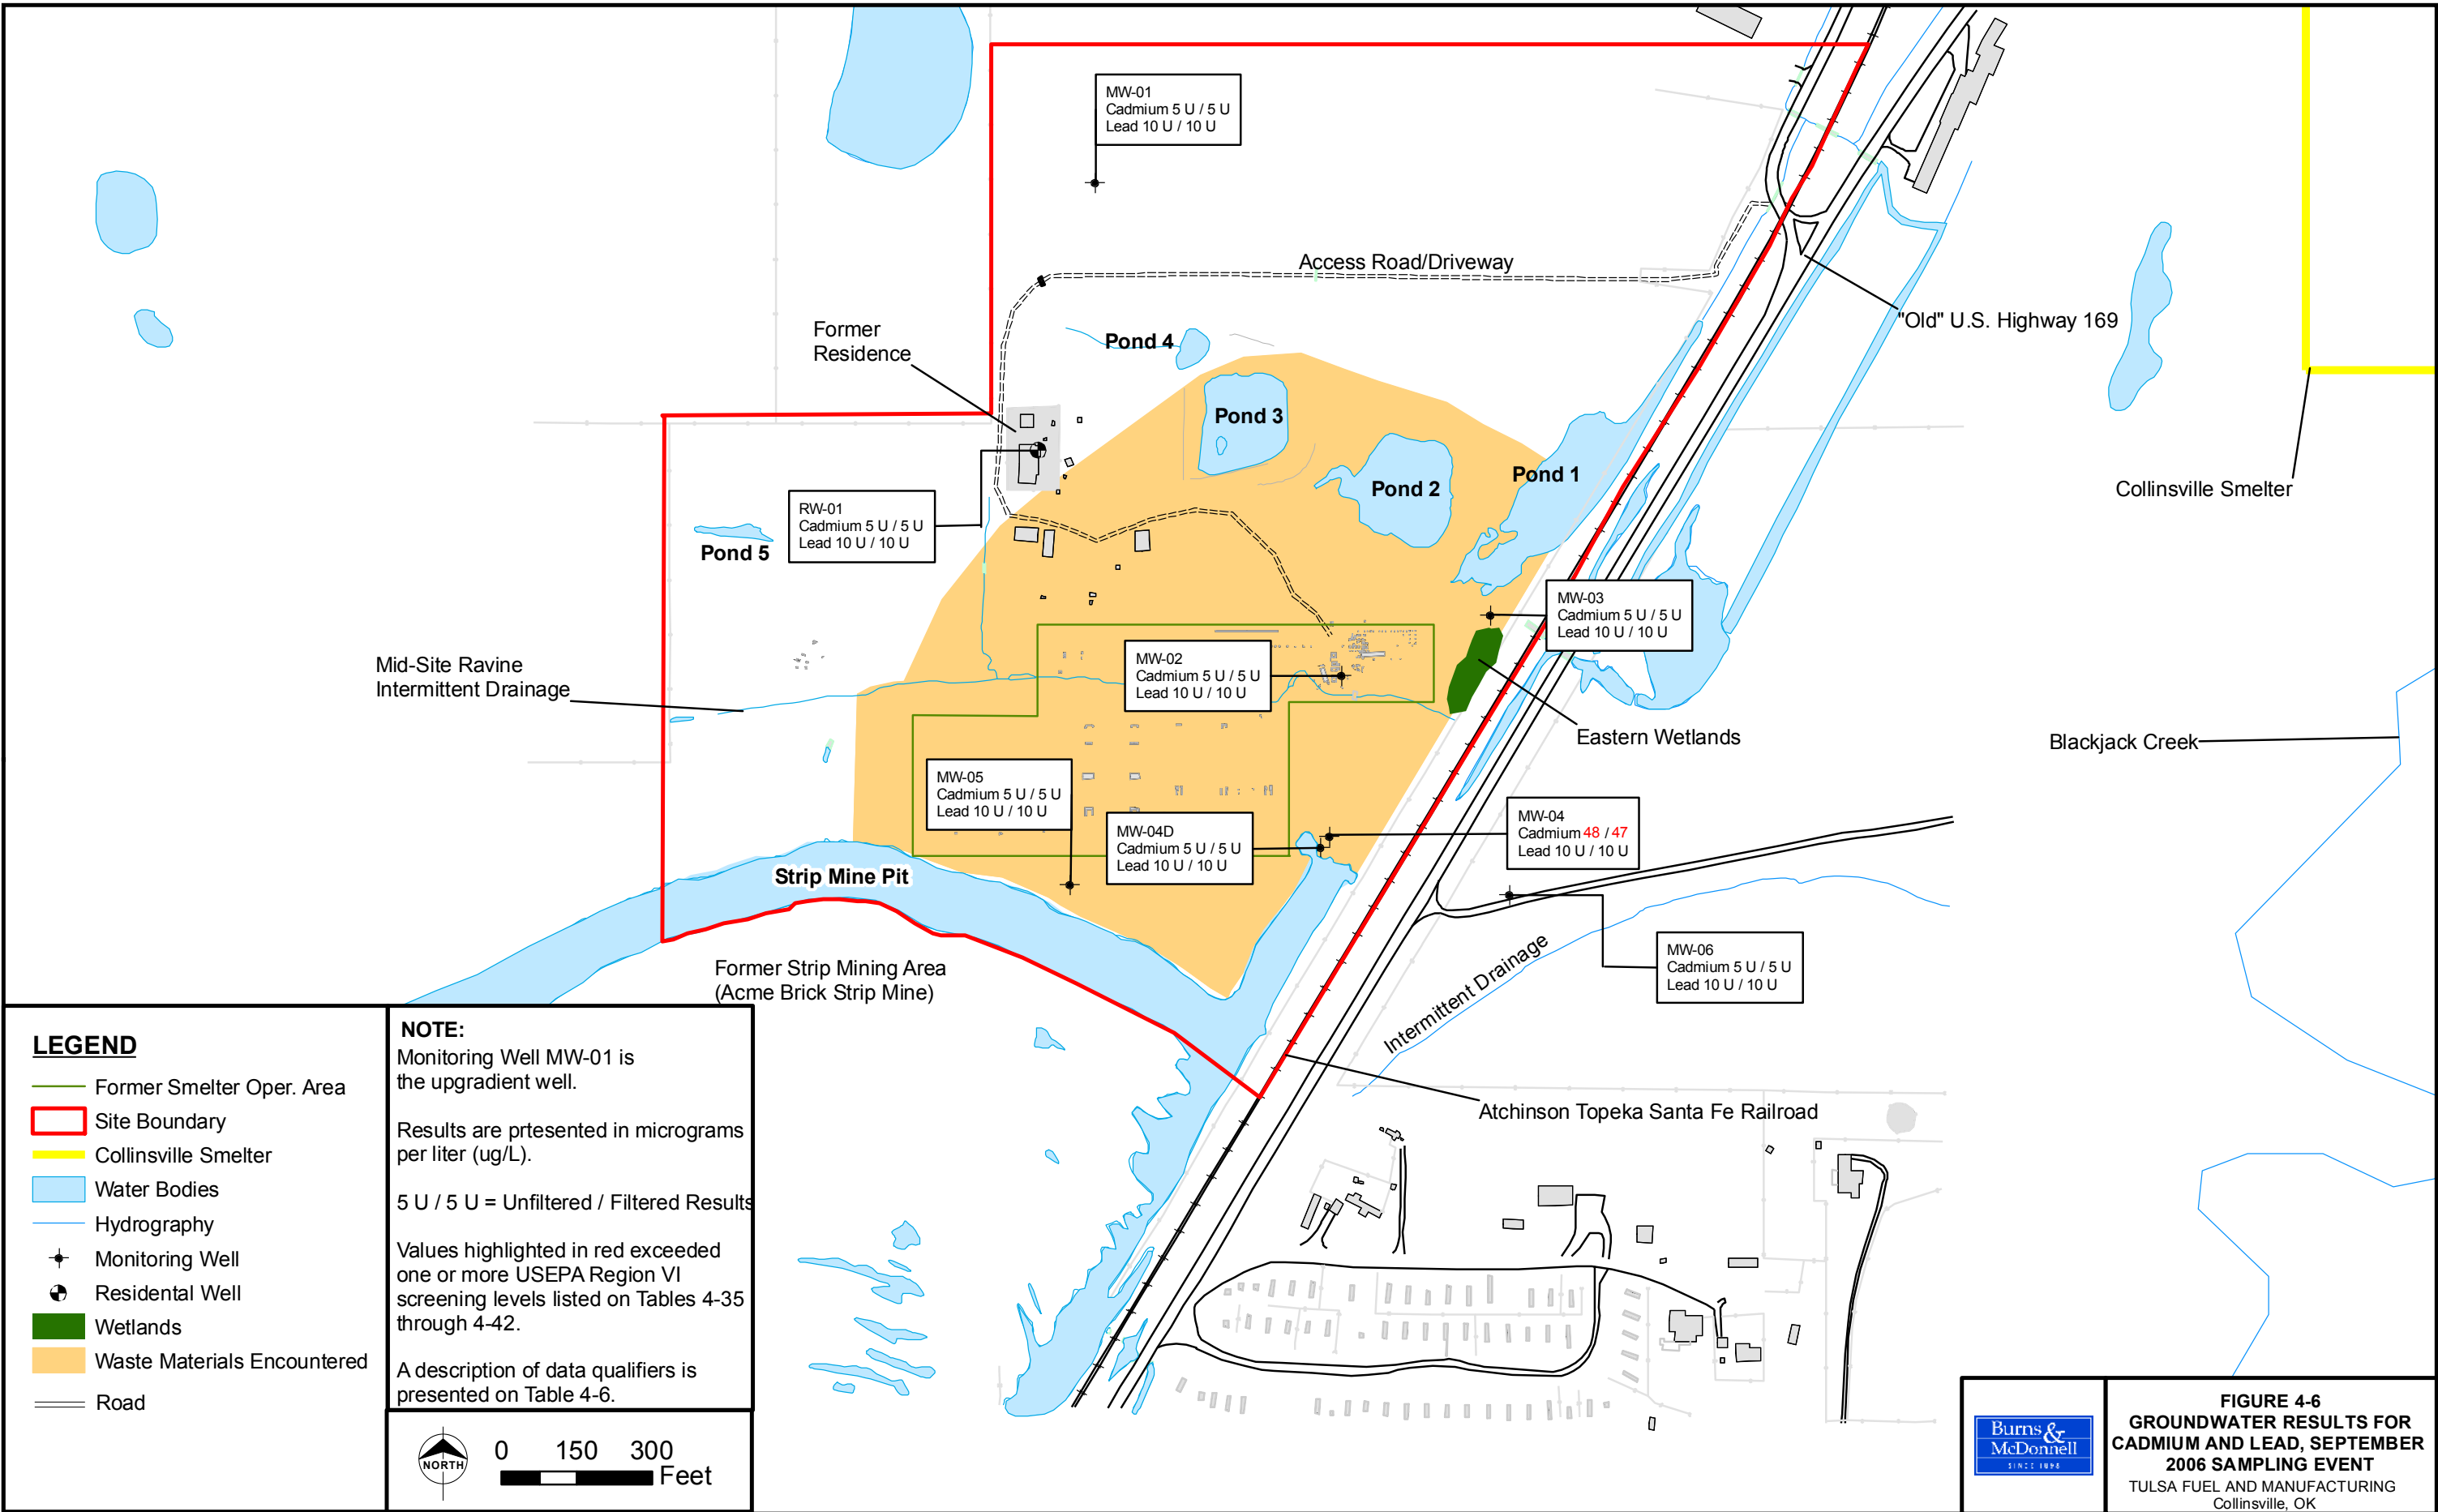 MW-01
Cadmium 5 U / 5 U
Lead 10 U / 10 U
Access Road/Driveway
"Old" U.S. Highway 169
Former
Residence
Pond 4
Pond 3
Pond 2
Pond 1
Collinsville Smelter
RW-01
Cadmium 5 U / 5 U
Lead 10 U / 10 U
Pond 5
MW-03
Cadmium 5 U / 5 U
Lead 10 U / 10 U
Mid-Site Ravine
Intermittent Drainage
MW-02
Cadmium 5 U / 5 U
Lead 10 U / 10 U
Eastern Wetlands
Blackjack Creek
MW-05
Cadmium 5 U / 5 U
Lead 10 U / 10 U
MW-04D
Cadmium 5 U / 5 U
Lead 10 U / 10 U
MW-04
Cadmium 48 / 47
Lead 10 U / 10 U
Strip Mine Pit
Former Strip Mining Area
(Acme Brick Strip Mine)
MW-06
Cadmium 5 U / 5 U
Lead 10 U / 10 U
Intermittent Drainage
Atchinson Topeka Santa Fe Railroad
LEGEND
Former Smelter Oper. Area
Site Boundary
Collinsville Smelter
Water Bodies
Hydrography
Monitoring Well
Residental Well
Wetlands
Waste Materials Encountered
Road
NOTE:
Monitoring Well MW-01 is
the upgradient well.
Results are prtesented in micrograms
per liter (ug/L).
5 U / 5 U = Unfiltered / Filtered Results
Values highlighted in red exceeded
one or more USEPA Region VI
screening levels listed on Tables 4-35
through 4-42.
A description of data qualifiers is
presented on Table 4-6.
NORTH
0 150 300
Feet
Burns &
McDonnell
SINCE 1898
FIGURE 4-6
GROUNDWATER RESULTS FOR
CADMIUM AND LEAD, SEPTEMBER
2006 SAMPLING EVENT
TULSA FUEL AND MANUFACTURING
Collinsville, OK